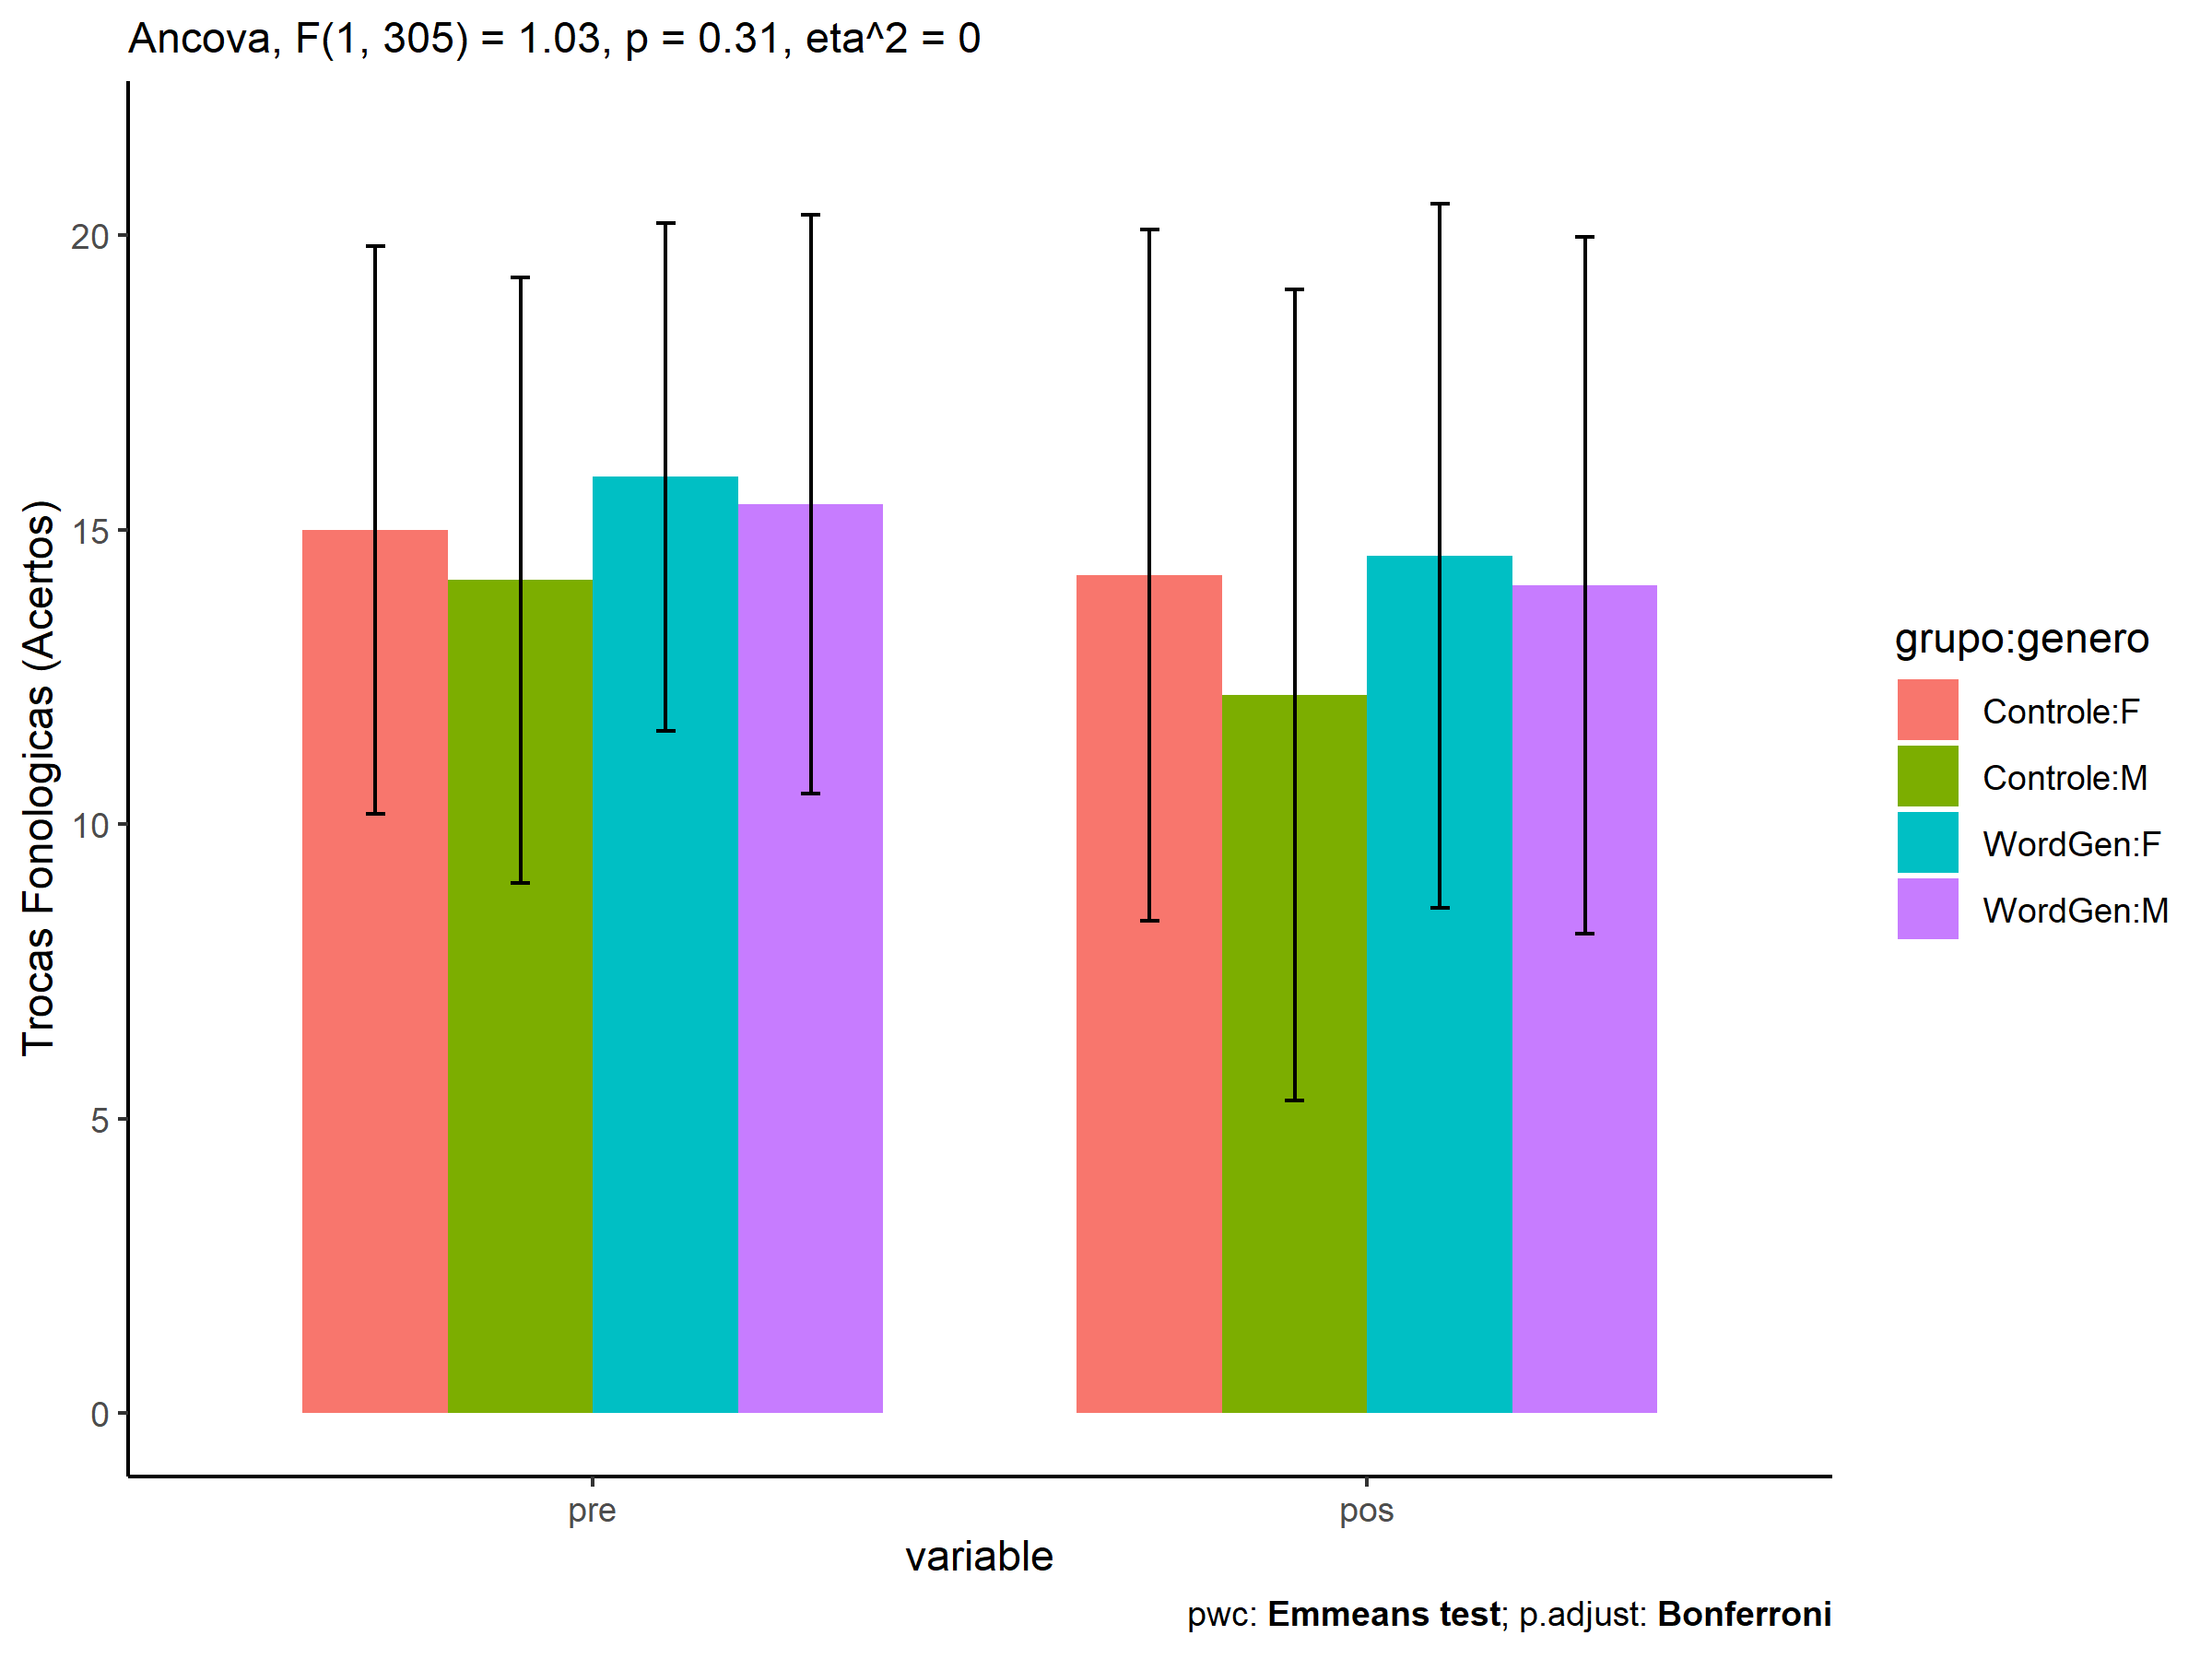 Ancova, F(1, 305) = 1.03, p = 0.31, eta^2 = 0
Trocas Fonologicas (Acertos)
20
15
10
5
0
pre
pos
variable
grupo:genero
Controle:F
Controle:M
WordGen:F
WordGen:M
pwc: Emmeans test; p.adjust: Bonferroni